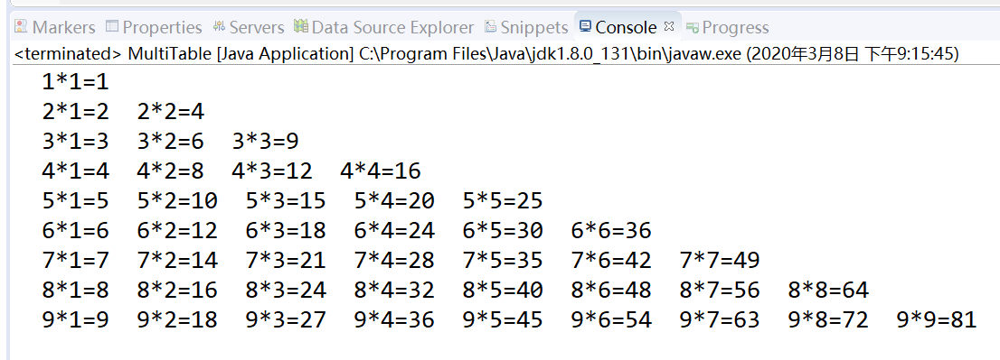 Markers Properties Servers Data Source Explorer Snippets Console Progress
<terminated> MultiTable [Java Application] C:\Program Files\Java\jdk1.8.0_131\bin\javaw.exe (2020年3月8日 下午9:15:45)
1*1=1
2*1=2  2*2=4
3*1=3  3*2=6  3*3=9
4*1=4  4*2=8  4*3=12  4*4=16
5*1=5  5*2=10  5*3=15  5*4=20  5*5=25
6*1=6  6*2=12  6*3=18  6*4=24  6*5=30  6*6=36
7*1=7  7*2=14  7*3=21  7*4=28  7*5=35  7*6=42  7*7=49
8*1=8  8*2=16  8*3=24  8*4=32  8*5=40  8*6=48  8*7=56  8*8=64
9*1=9  9*2=18  9*3=27  9*4=36  9*5=45  9*6=54  9*7=63  9*8=72  9*9=81